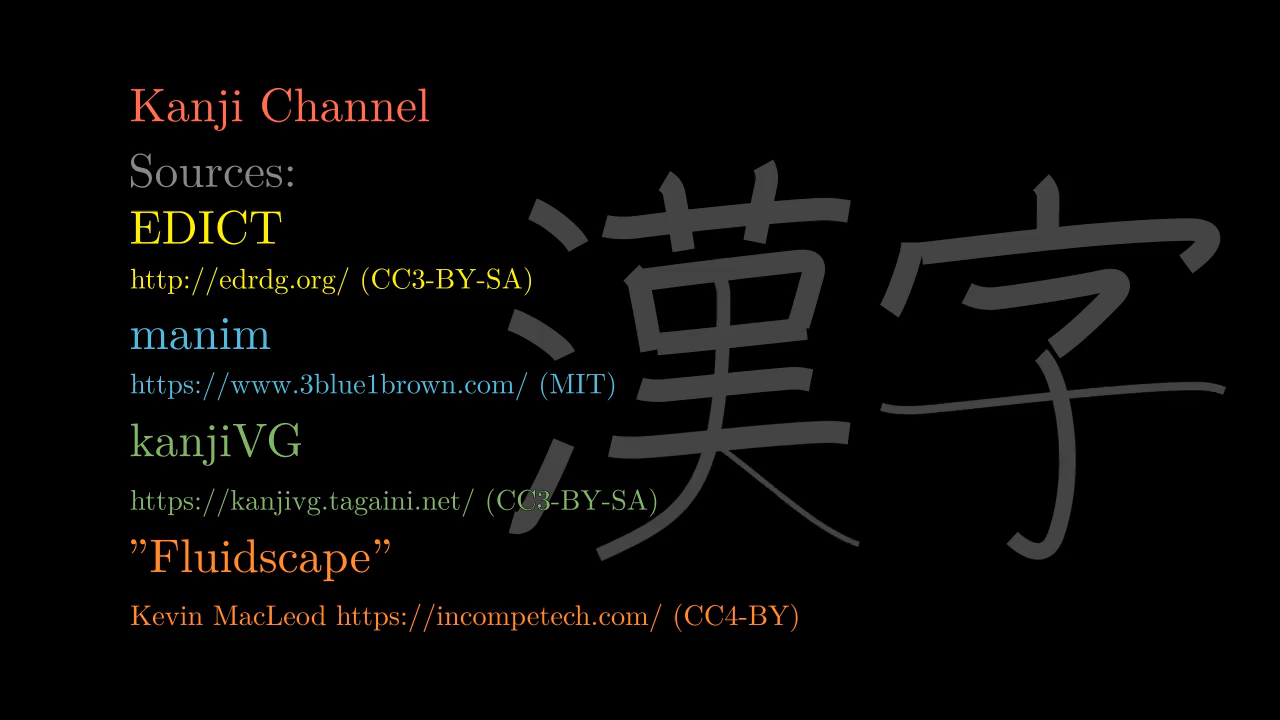 Kanji Channel
Sources:
EDICT
http://edrdg.org/ (CC3-BY-SA)
manim
https://www.3blue1brown.com/ (MIT)
kanjiVG
https://kanjivg.tagaini.net/ (CC3-BY-SA)
”Fluidscape”
Kevin MacLeod https://incompetech.com/ (CC4-BY)
漢字